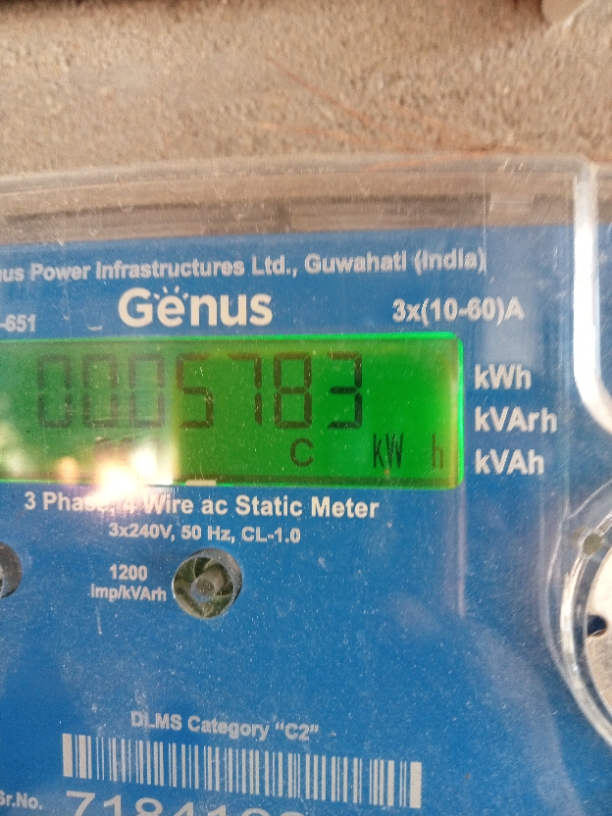 us Power Infrastructures Ltd., Guwahati (India)
Genus
-651
3x(10-60)A
0005783
kWh
kVArh
kVAh
C kW h
3 Phase, 4 Wire ac Static Meter
3x240V, 50 Hz, CL-1.0
1200
imp/kVArh
DLMS Category "C2"
Sr.No.